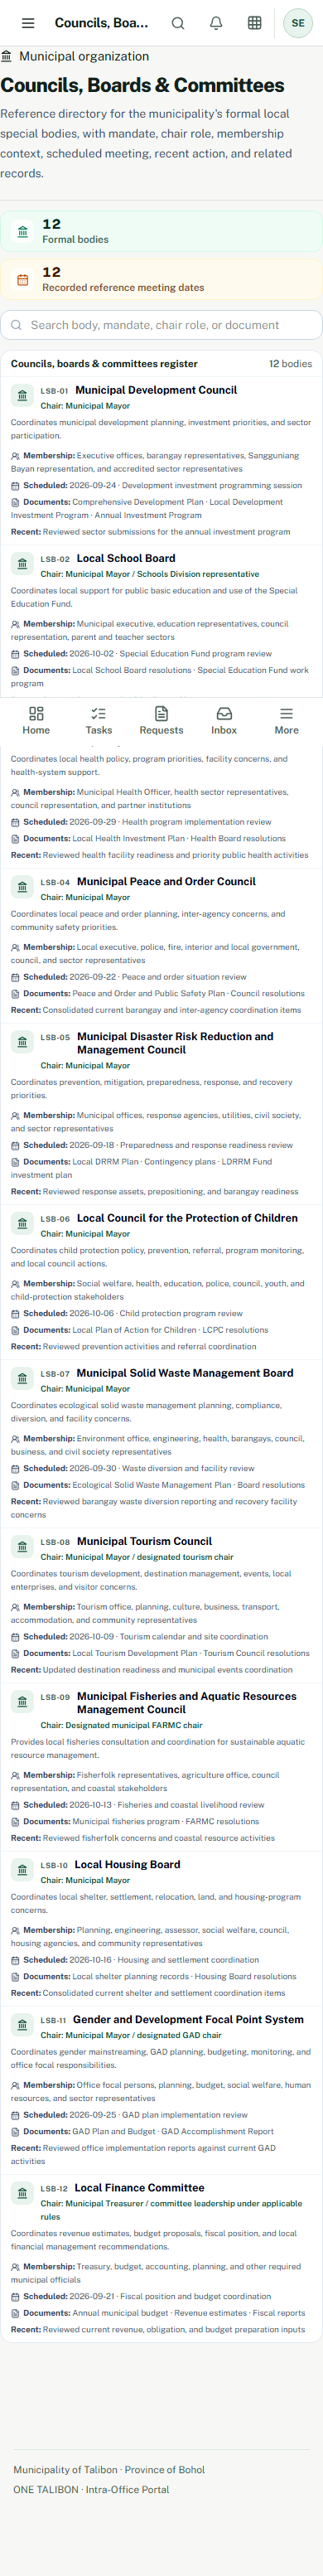 Councils, Boa...
SE
Municipal organization
Councils, Boards & Committees
Reference directory for the municipality's formal local
special bodies, with mandate, chair role, membership
context, scheduled meeting, recent action, and related
records.
12
Formal bodies
12
Recorded reference meeting dates
Search body, mandate, chair role, or document
Councils, boards & committees register 12 bodies
LSB-01 Municipal Development Council
Chair: Municipal Mayor
Coordinates municipal development planning, investment priorities, and sector
participation.
Membership: Executive offices, barangay representatives, Sangguniang
Bayan representation, and accredited sector representatives
Scheduled: 2026-09-24 · Development investment programming session
Documents: Comprehensive Development Plan · Local Development
Investment Program · Annual Investment Program
Recent: Reviewed sector submissions for the annual investment program
LSB-02 Local School Board
Chair: Municipal Mayor / Schools Division representative
Coordinates local support for public basic education and use of the Special
Education Fund.
Membership: Municipal executive, education representatives, council
representation, parent and teacher sectors
Scheduled: 2026-10-02 · Special Education Fund program review
Documents: Local School Board resolutions · Special Education Fund work
program
Home
Tasks
Requests
Inbox
More
Coordinates local health policy, program priorities, facility concerns, and
health-system support.
Membership: Municipal Health Officer, health sector representatives,
council representation, and partner institutions
Scheduled: 2026-09-29 · Health program implementation review
Documents: Local Health Investment Plan · Health Board resolutions
Recent: Reviewed health facility readiness and priority public health activities
LSB-04 Municipal Peace and Order Council
Chair: Municipal Mayor
Coordinates local peace and order planning, inter-agency concerns, and
community safety priorities.
Membership: Local executive, police, fire, interior and local government,
council, and sector representatives
Scheduled: 2026-09-22 · Peace and order situation review
Documents: Peace and Order and Public Safety Plan · Council resolutions
Recent: Consolidated current barangay and inter-agency coordination items
LSB-05 Municipal Disaster Risk Reduction and
Management Council
Chair: Municipal Mayor
Coordinates prevention, mitigation, preparedness, response, and recovery
priorities.
Membership: Municipal offices, response agencies, utilities, civil society,
and sector representatives
Scheduled: 2026-09-18 · Preparedness and response readiness review
Documents: Local DRRM Plan · Contingency plans · LDRRM Fund
investment plan
Recent: Reviewed response assets, prepositioning, and barangay readiness
LSB-06 Local Council for the Protection of Children
Chair: Municipal Mayor
Coordinates child protection policy, prevention, referral, program monitoring,
and local council actions.
Membership: Social welfare, health, education, police, council, youth, and
child-protection stakeholders
Scheduled: 2026-10-06 · Child protection program review
Documents: Local Plan of Action for Children · LCPC resolutions
Recent: Reviewed prevention activities and referral coordination
LSB-07 Municipal Solid Waste Management Board
Chair: Municipal Mayor
Coordinates ecological solid waste management planning, compliance,
diversion, and facility concerns.
Membership: Environment office, engineering, health, barangays, council,
business, and civil society representatives
Scheduled: 2026-09-30 · Waste diversion and facility review
Documents: Ecological Solid Waste Management Plan · Board resolutions
Recent: Reviewed barangay waste diversion reporting and recovery facility
concerns
LSB-08 Municipal Tourism Council
Chair: Municipal Mayor / designated tourism chair
Coordinates tourism development, destination management, events, local
enterprises, and visitor concerns.
Membership: Tourism office, planning, culture, business, transport,
accommodation, and community representatives
Scheduled: 2026-10-09 · Tourism calendar and site coordination
Documents: Local Tourism Development Plan · Tourism Council resolutions
Recent: Updated destination readiness and municipal events coordination
LSB-09 Municipal Fisheries and Aquatic Resources
Management Council
Chair: Designated municipal FARMC chair
Provides local fisheries consultation and coordination for sustainable aquatic
resource management.
Membership: Fisherfolk representatives, agriculture office, council
representation, and coastal stakeholders
Scheduled: 2026-10-13 · Fisheries and coastal livelihood review
Documents: Municipal fisheries program · FARMC resolutions
Recent: Reviewed fisherfolk concerns and coastal resource activities
LSB-10 Local Housing Board
Chair: Municipal Mayor
Coordinates local shelter, settlement, relocation, land, and housing-program
concerns.
Membership: Planning, engineering, assessor, social welfare, council,
housing agencies, and community representatives
Scheduled: 2026-10-16 · Housing and settlement coordination
Documents: Local shelter planning records · Housing Board resolutions
Recent: Consolidated current shelter and settlement coordination items
LSB-11 Gender and Development Focal Point System
Chair: Municipal Mayor / designated GAD chair
Coordinates gender mainstreaming, GAD planning, budgeting, monitoring, and
office focal responsibilities.
Membership: Office focal persons, planning, budget, social welfare, human
resources, and sector representatives
Scheduled: 2026-09-25 · GAD plan implementation review
Documents: GAD Plan and Budget · GAD Accomplishment Report
Recent: Reviewed office implementation reports against current GAD
activities
LSB-12 Local Finance Committee
Chair: Municipal Treasurer / committee leadership under applicable
rules
Coordinates revenue estimates, budget proposals, fiscal position, and local
financial management recommendations.
Membership: Treasury, budget, accounting, planning, and other required
municipal officials
Scheduled: 2026-09-21 · Fiscal position and budget coordination
Documents: Annual municipal budget · Revenue estimates · Fiscal reports
Recent: Reviewed current revenue, obligation, and budget preparation inputs
Municipality of Talibon · Province of Bohol
ONE TALIBON · Intra-Office Portal